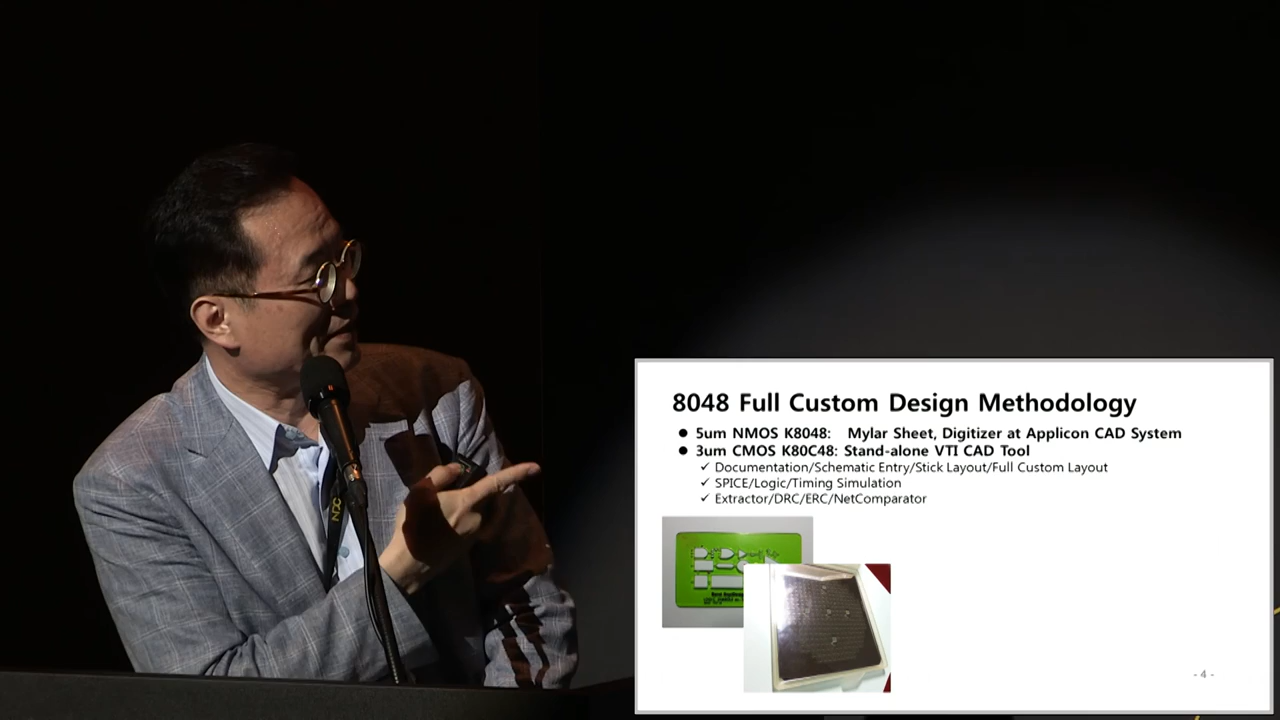 8048 Full Custom Design Methodology
● 5um NMOS K8048: Mylar Sheet, Digitizer at Applicon CAD System
● 3um CMOS K80C48: Stand-alone VTI CAD Tool
✓ Documentation/Schematic Entry/Stick Layout/Full Custom Layout
✓ SPICE/Logic/Timing Simulation
✓ Extractor/DRC/ERC/NetComparator
- 4 -
NDC